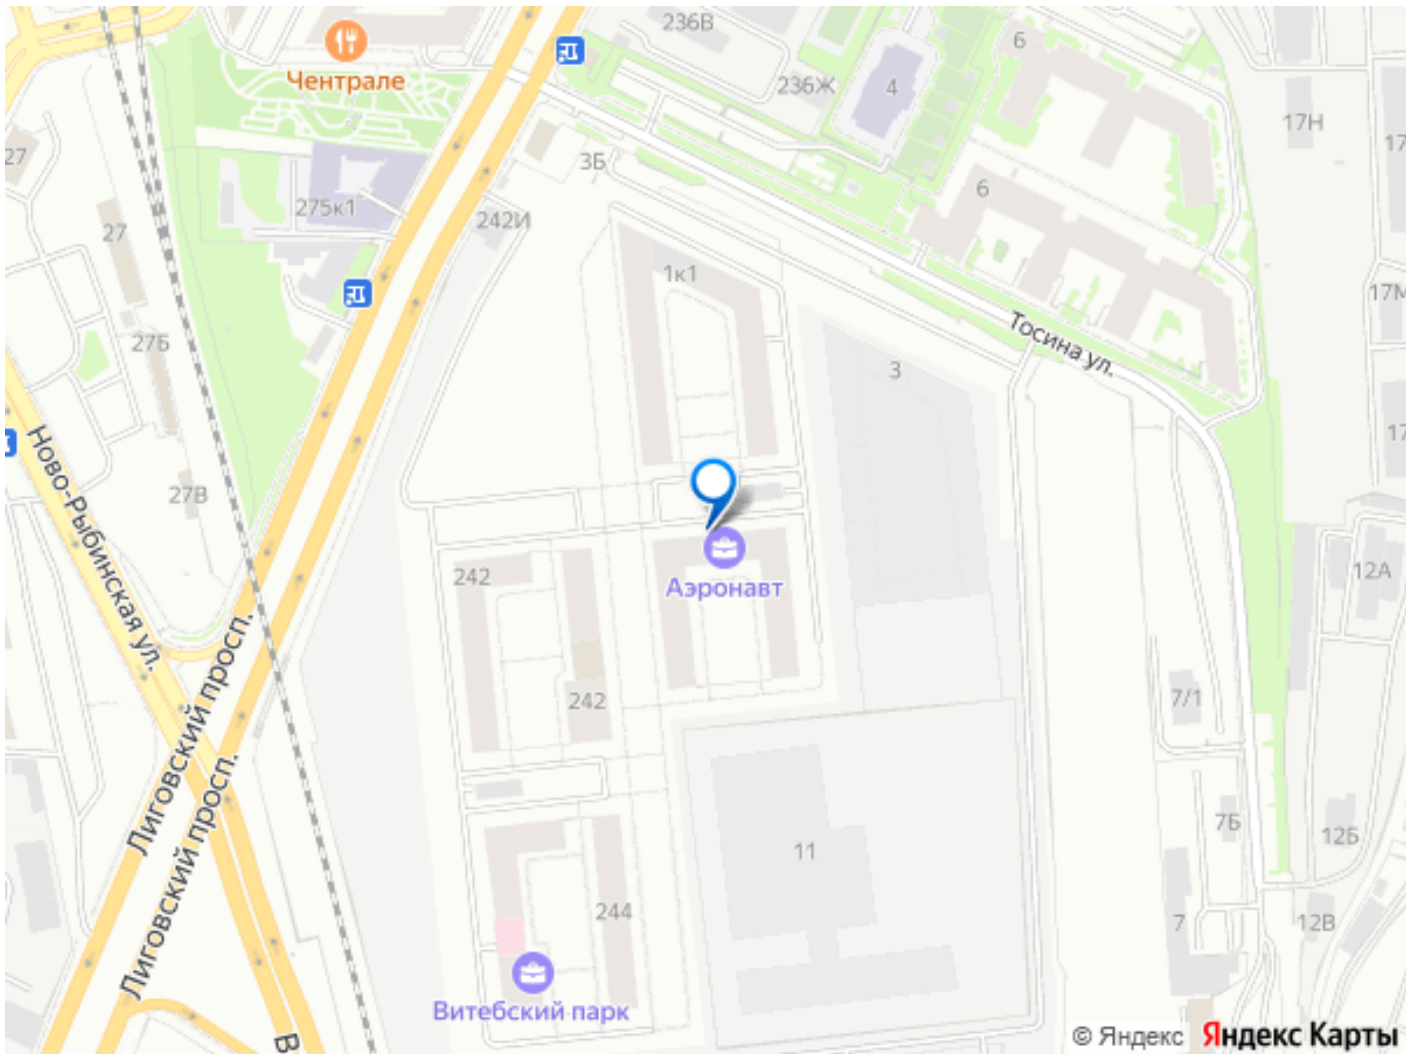 236В
6
Чентрале
236Ж
4
17Н
27
3Б
17
6
275к1
242И
27
1к1
17М
Тосина ул.
27Б
3
17
Ново-Рыбинская ул.
27В
Аэронавт
242
12А
Лиговский просп.
242
7/1
Лиговский просп.
7Б
12Б
11
244
7
12В
Витебский парк
В
© Яндекс Яндекс Карты